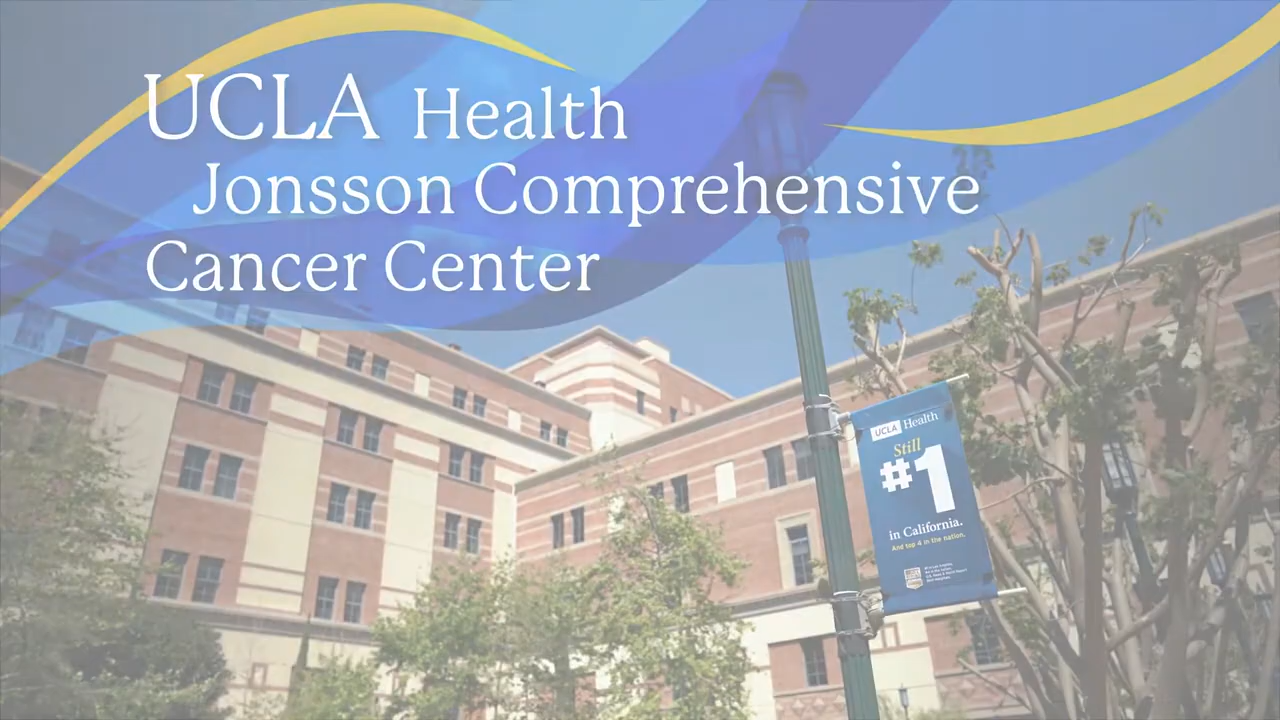 UCLA Health
Jonsson Comprehensive
Cancer Center
UCLA Health
Still
#1
in California.
And top 4 in the nation.